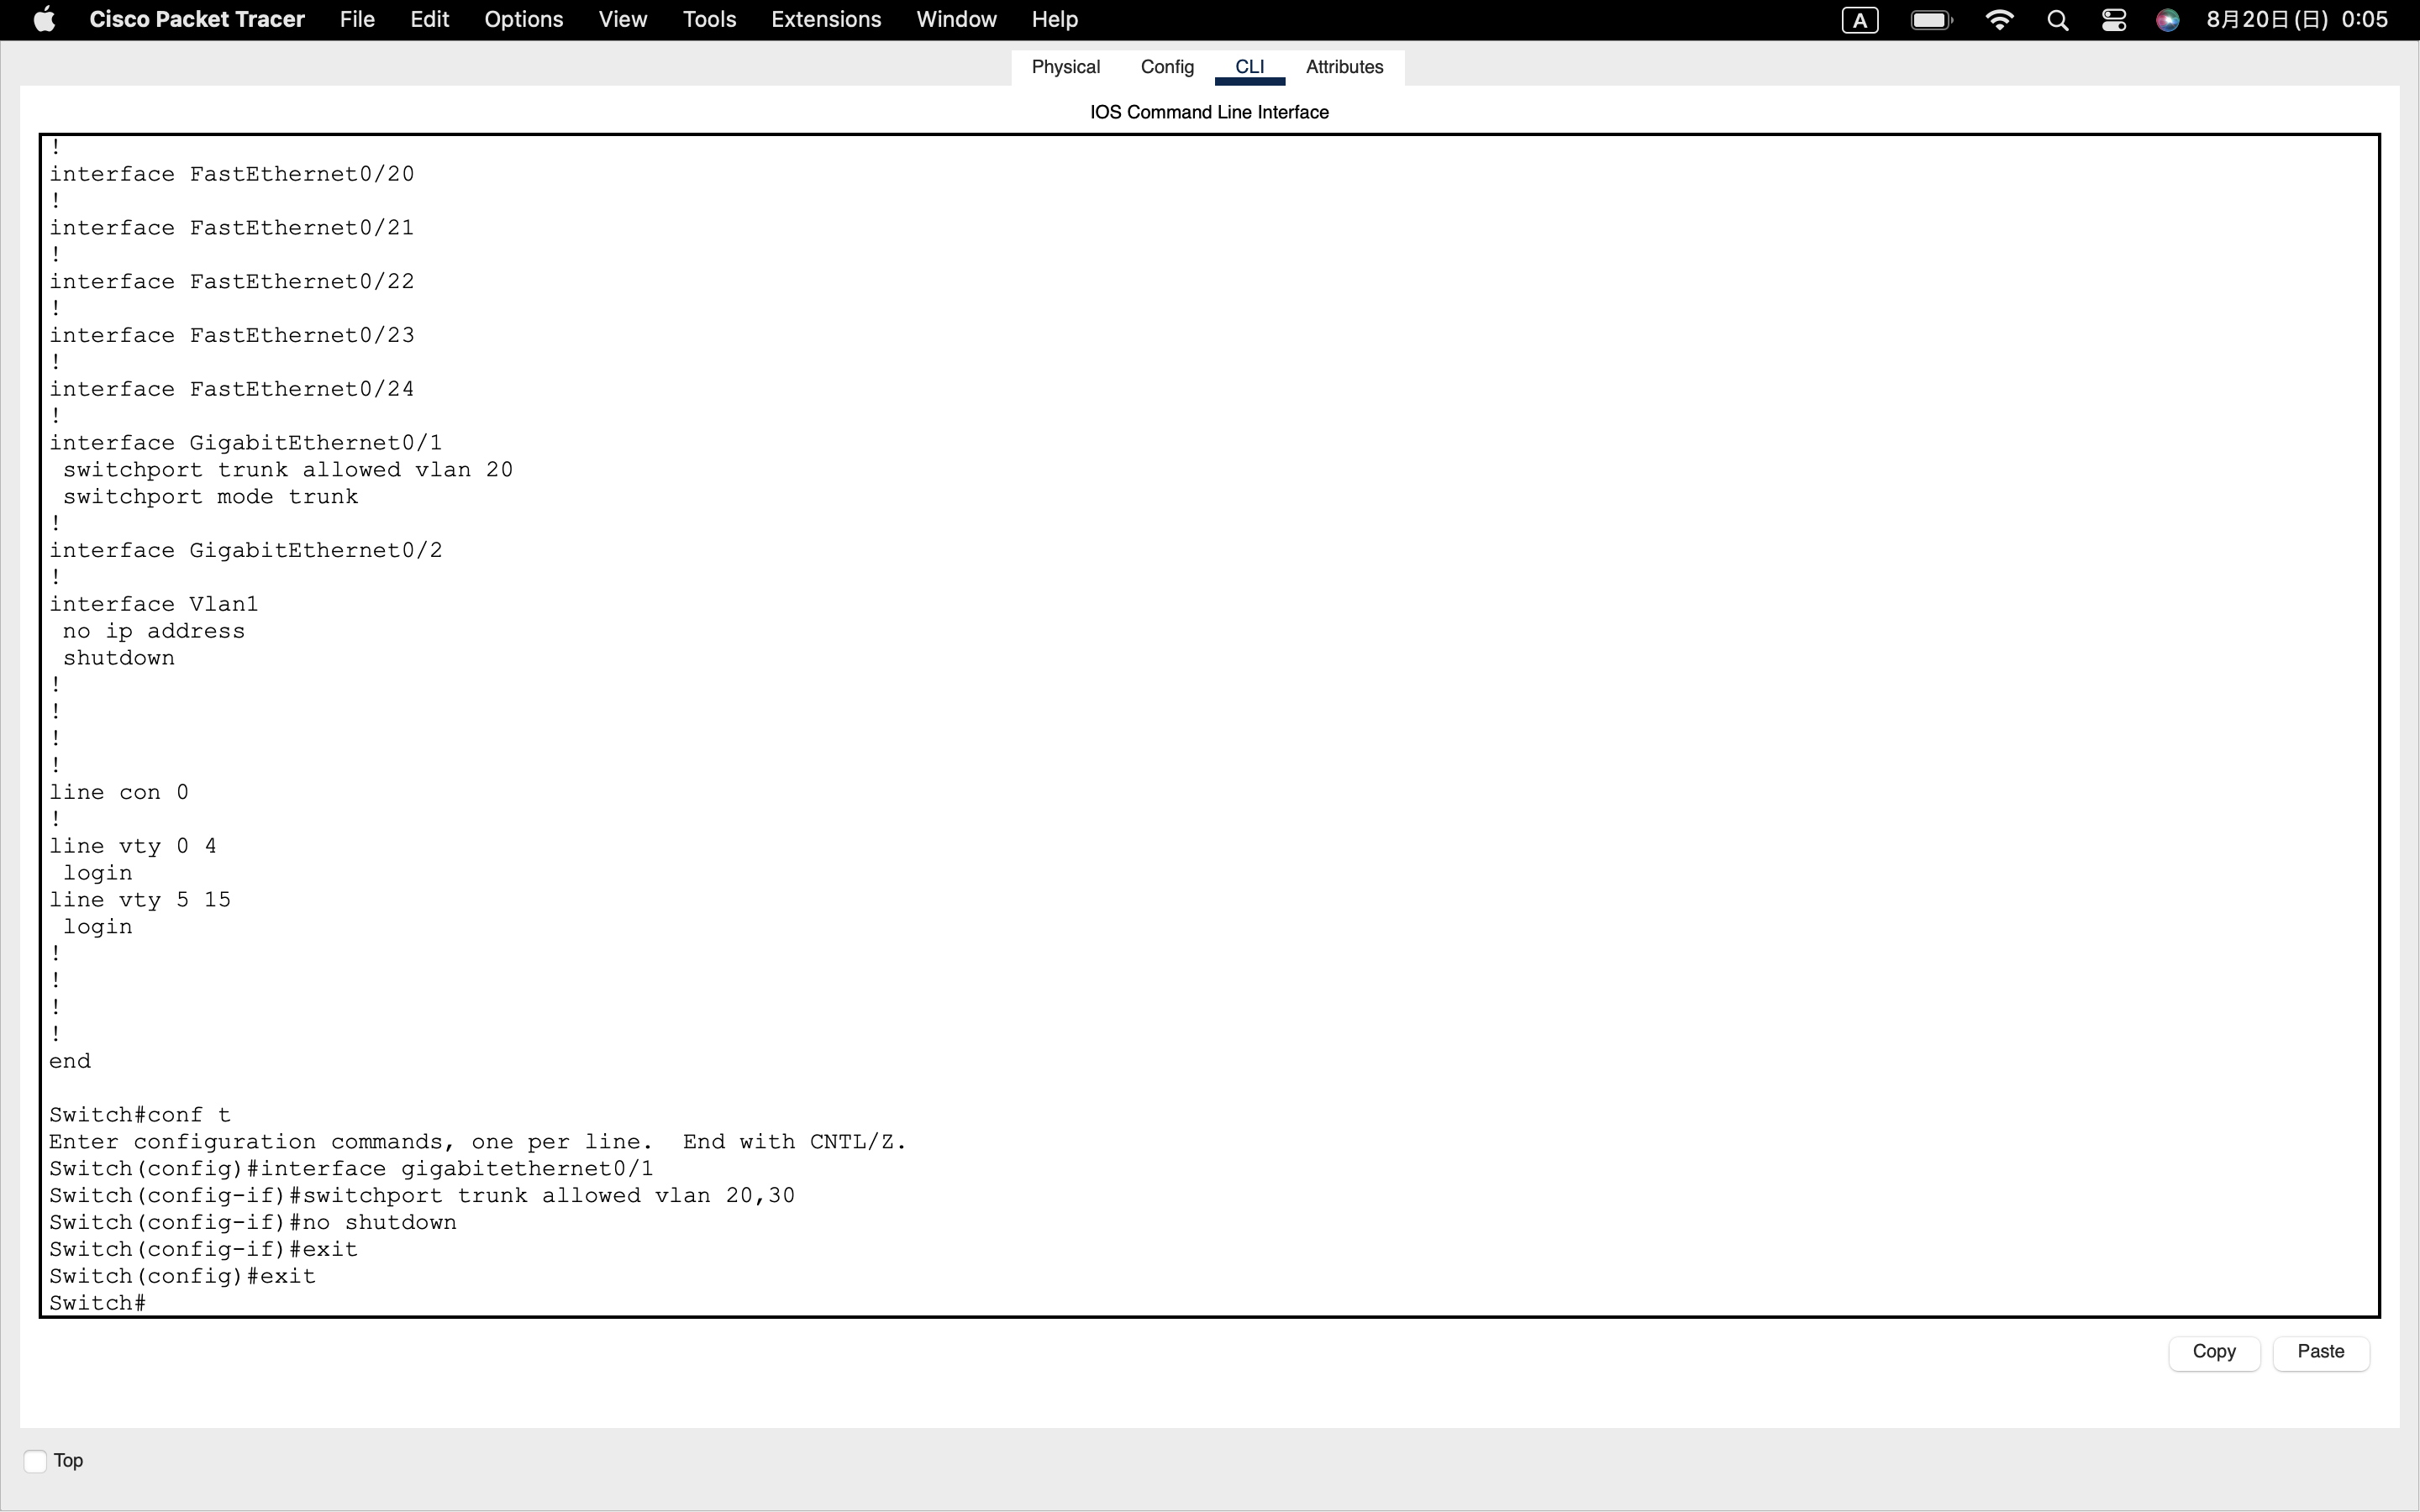 Cisco Packet Tracer File Edit Options View Tools Extensions Window Help A 8月20日(日) 0:05
Physical Config CLI Attributes
IOS Command Line Interface
!
interface FastEthernet0/20
!
interface FastEthernet0/21
!
interface FastEthernet0/22
!
interface FastEthernet0/23
!
interface FastEthernet0/24
!
interface GigabitEthernet0/1
 switchport trunk allowed vlan 20
 switchport mode trunk
!
interface GigabitEthernet0/2
!
interface Vlan1
 no ip address
 shutdown
!
!
!
!
line con 0
!
line vty 0 4
 login
line vty 5 15
 login
!
!
!
!
end
Switch#conf t
Enter configuration commands, one per line.  End with CNTL/Z.
Switch(config)#interface gigabitethernet0/1
Switch(config-if)#switchport trunk allowed vlan 20,30
Switch(config-if)#no shutdown
Switch(config-if)#exit
Switch(config)#exit
Switch#
Copy Paste
Top